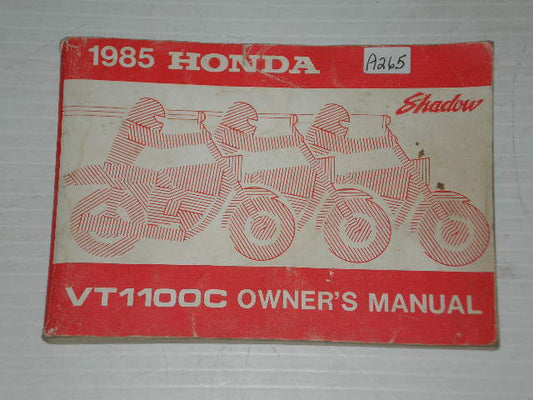 1985 HONDA
A265
Shadow
VT1100C OWNER'S MANUAL